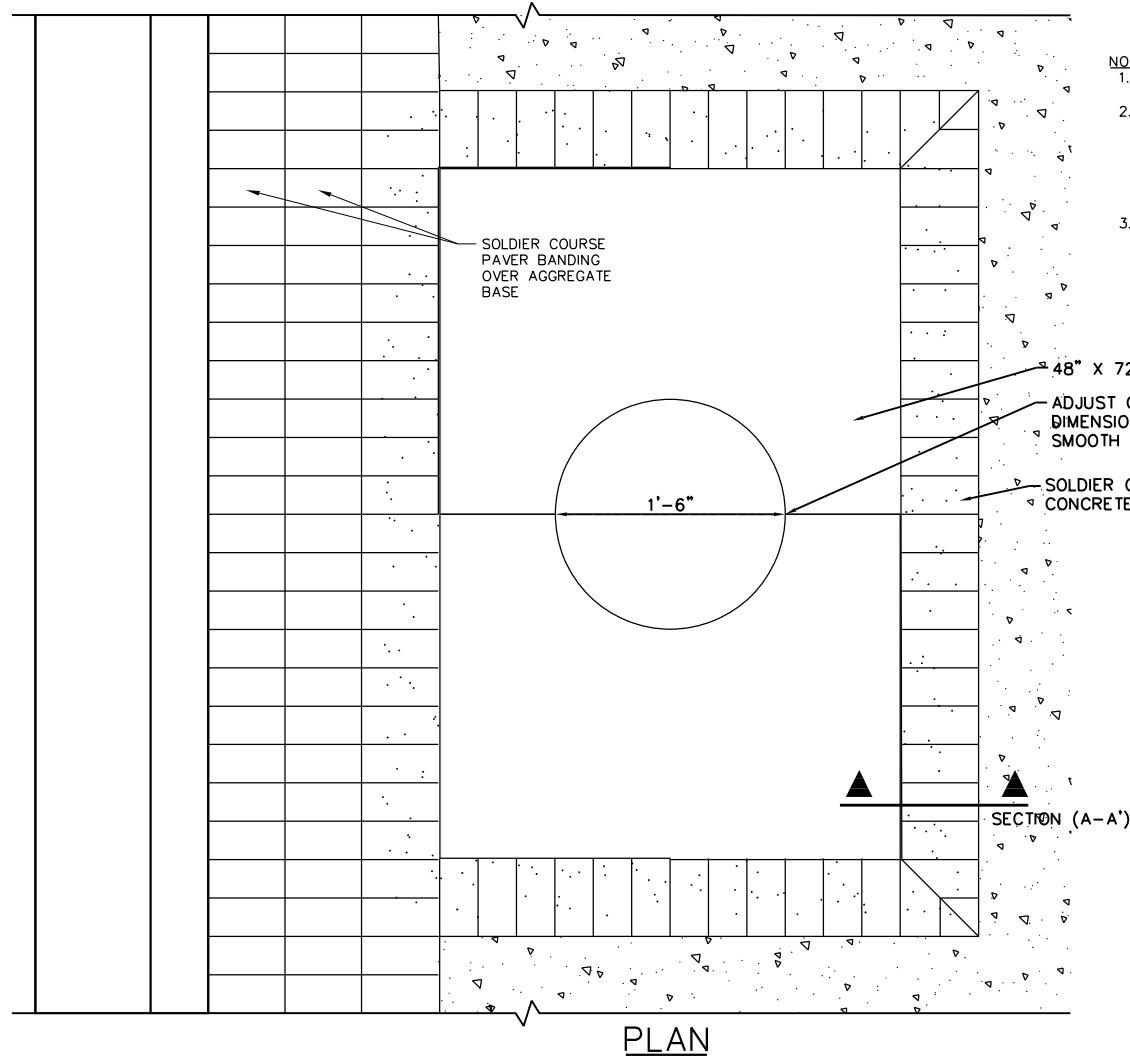 NO
1.
2.
3.
SOLDIER COURSE
PAVER BANDING
OVER AGGREGATE
BASE
48" X 72
ADJUST
DIMENSIO
SMOOTH
1'-6"
SOLDIER
CONCRETE
SECTION (A-A')
PLAN